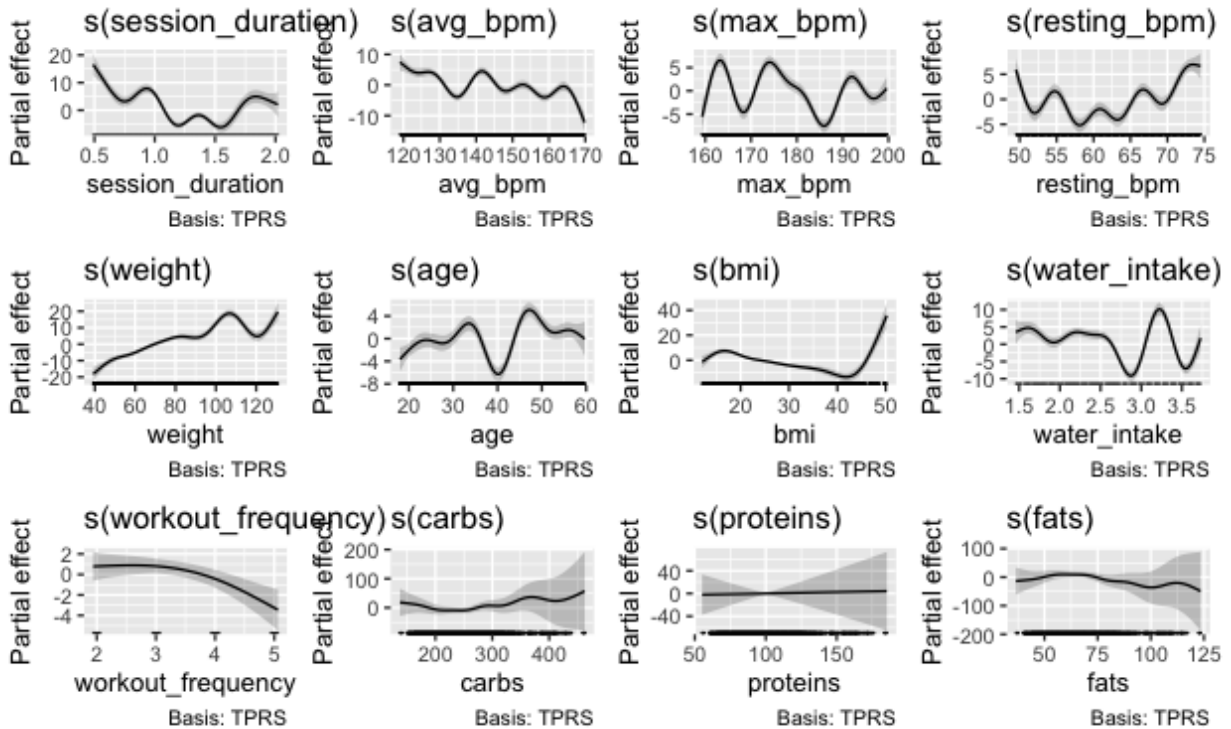 s(session_duration)
Partial effect
20
10
0
0.5 1.0 1.5 2.0
session_duration
Basis: TPRS
s(avg_bpm)
Partial effect
10
0
-10
120 130 140 150 160 170
avg_bpm
Basis: TPRS
s(max_bpm)
Partial effect
5
0
-5
160 170 180 190 200
max_bpm
Basis: TPRS
s(resting_bpm)
Partial effect
5
0
-5
50 55 60 65 70 75
resting_bpm
Basis: TPRS
s(weight)
Partial effect
20
10
0
-10
-20
40 60 80 100 120
weight
Basis: TPRS
s(age)
Partial effect
4
0
-4
-8
20 30 40 50 60
age
Basis: TPRS
s(bmi)
Partial effect
40
20
0
20 30 40 50
bmi
Basis: TPRS
s(water_intake)
Partial effect
10
5
0
-5
-10
1.5 2.0 2.5 3.0 3.5
water_intake
Basis: TPRS
s(workout_frequency)
Partial effect
2
0
-2
-4
2 3 4 5
workout_frequency
Basis: TPRS
s(carbs)
Partial effect
200
100
0
200 300 400
carbs
Basis: TPRS
s(proteins)
Partial effect
40
0
-40
50 100 150
proteins
Basis: TPRS
s(fats)
Partial effect
100
0
-100
-200
50 75 100 125
fats
Basis: TPRS